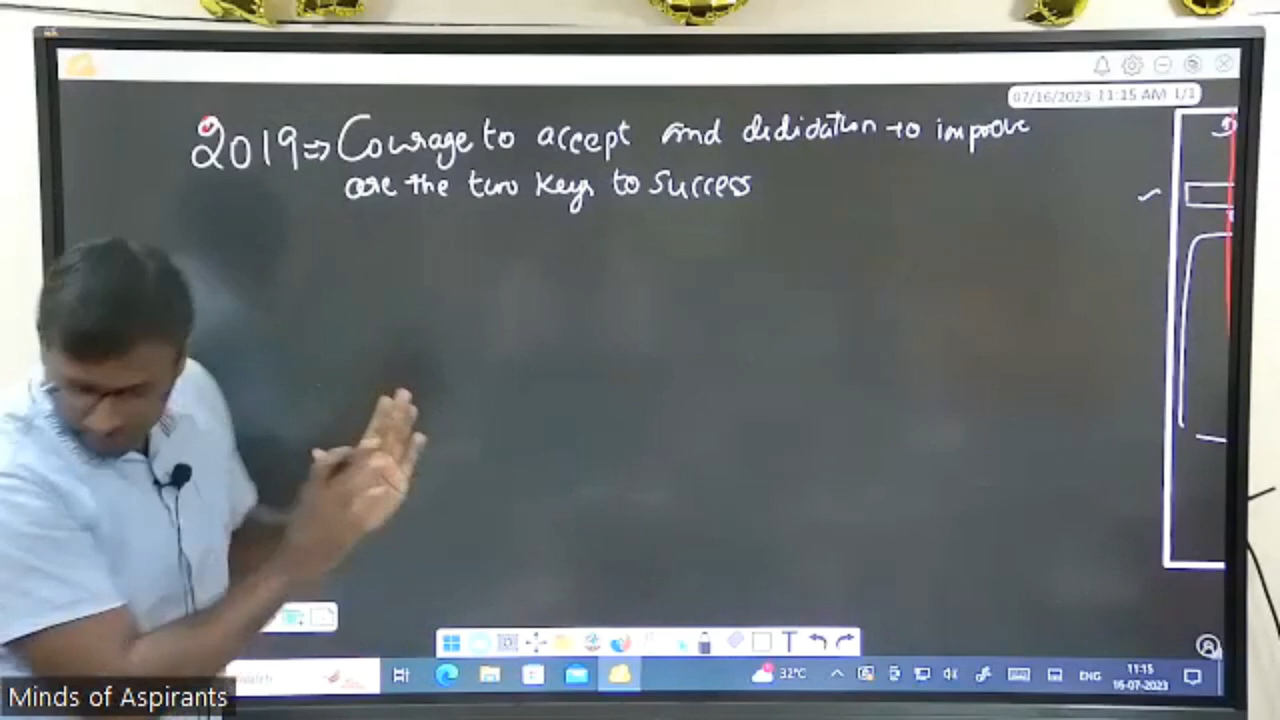 07/16/2023 11:15 AM 1/1
2019 ⇒ Courage to accept and dedidation to improve
are the two keys to success
32°C
ENG
11:15
16-07-2023
Minds of Aspirants